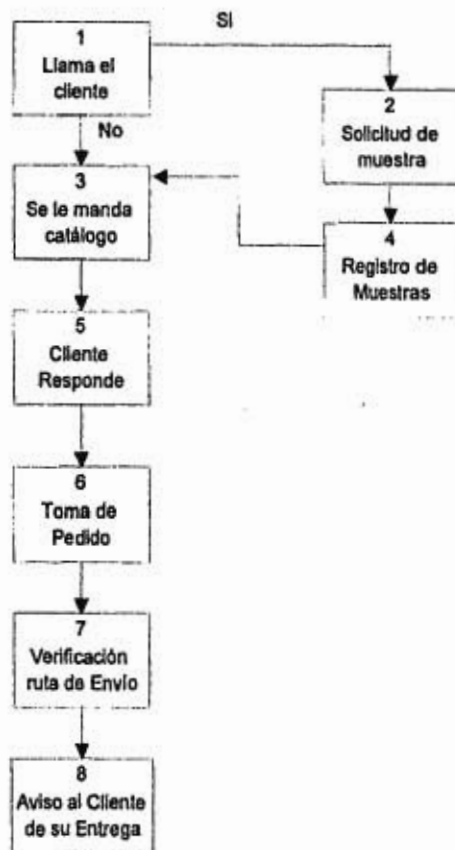 SI
1
Llama el
cliente
No
2
Solicitud de
muestra
3
Se le manda
catálogo
4
Registro de
Muestras
5
Cliente
Responde
6
Toma de
Pedido
7
Verificación
ruta de Envío
8
Aviso al Cliente
de su Entrega